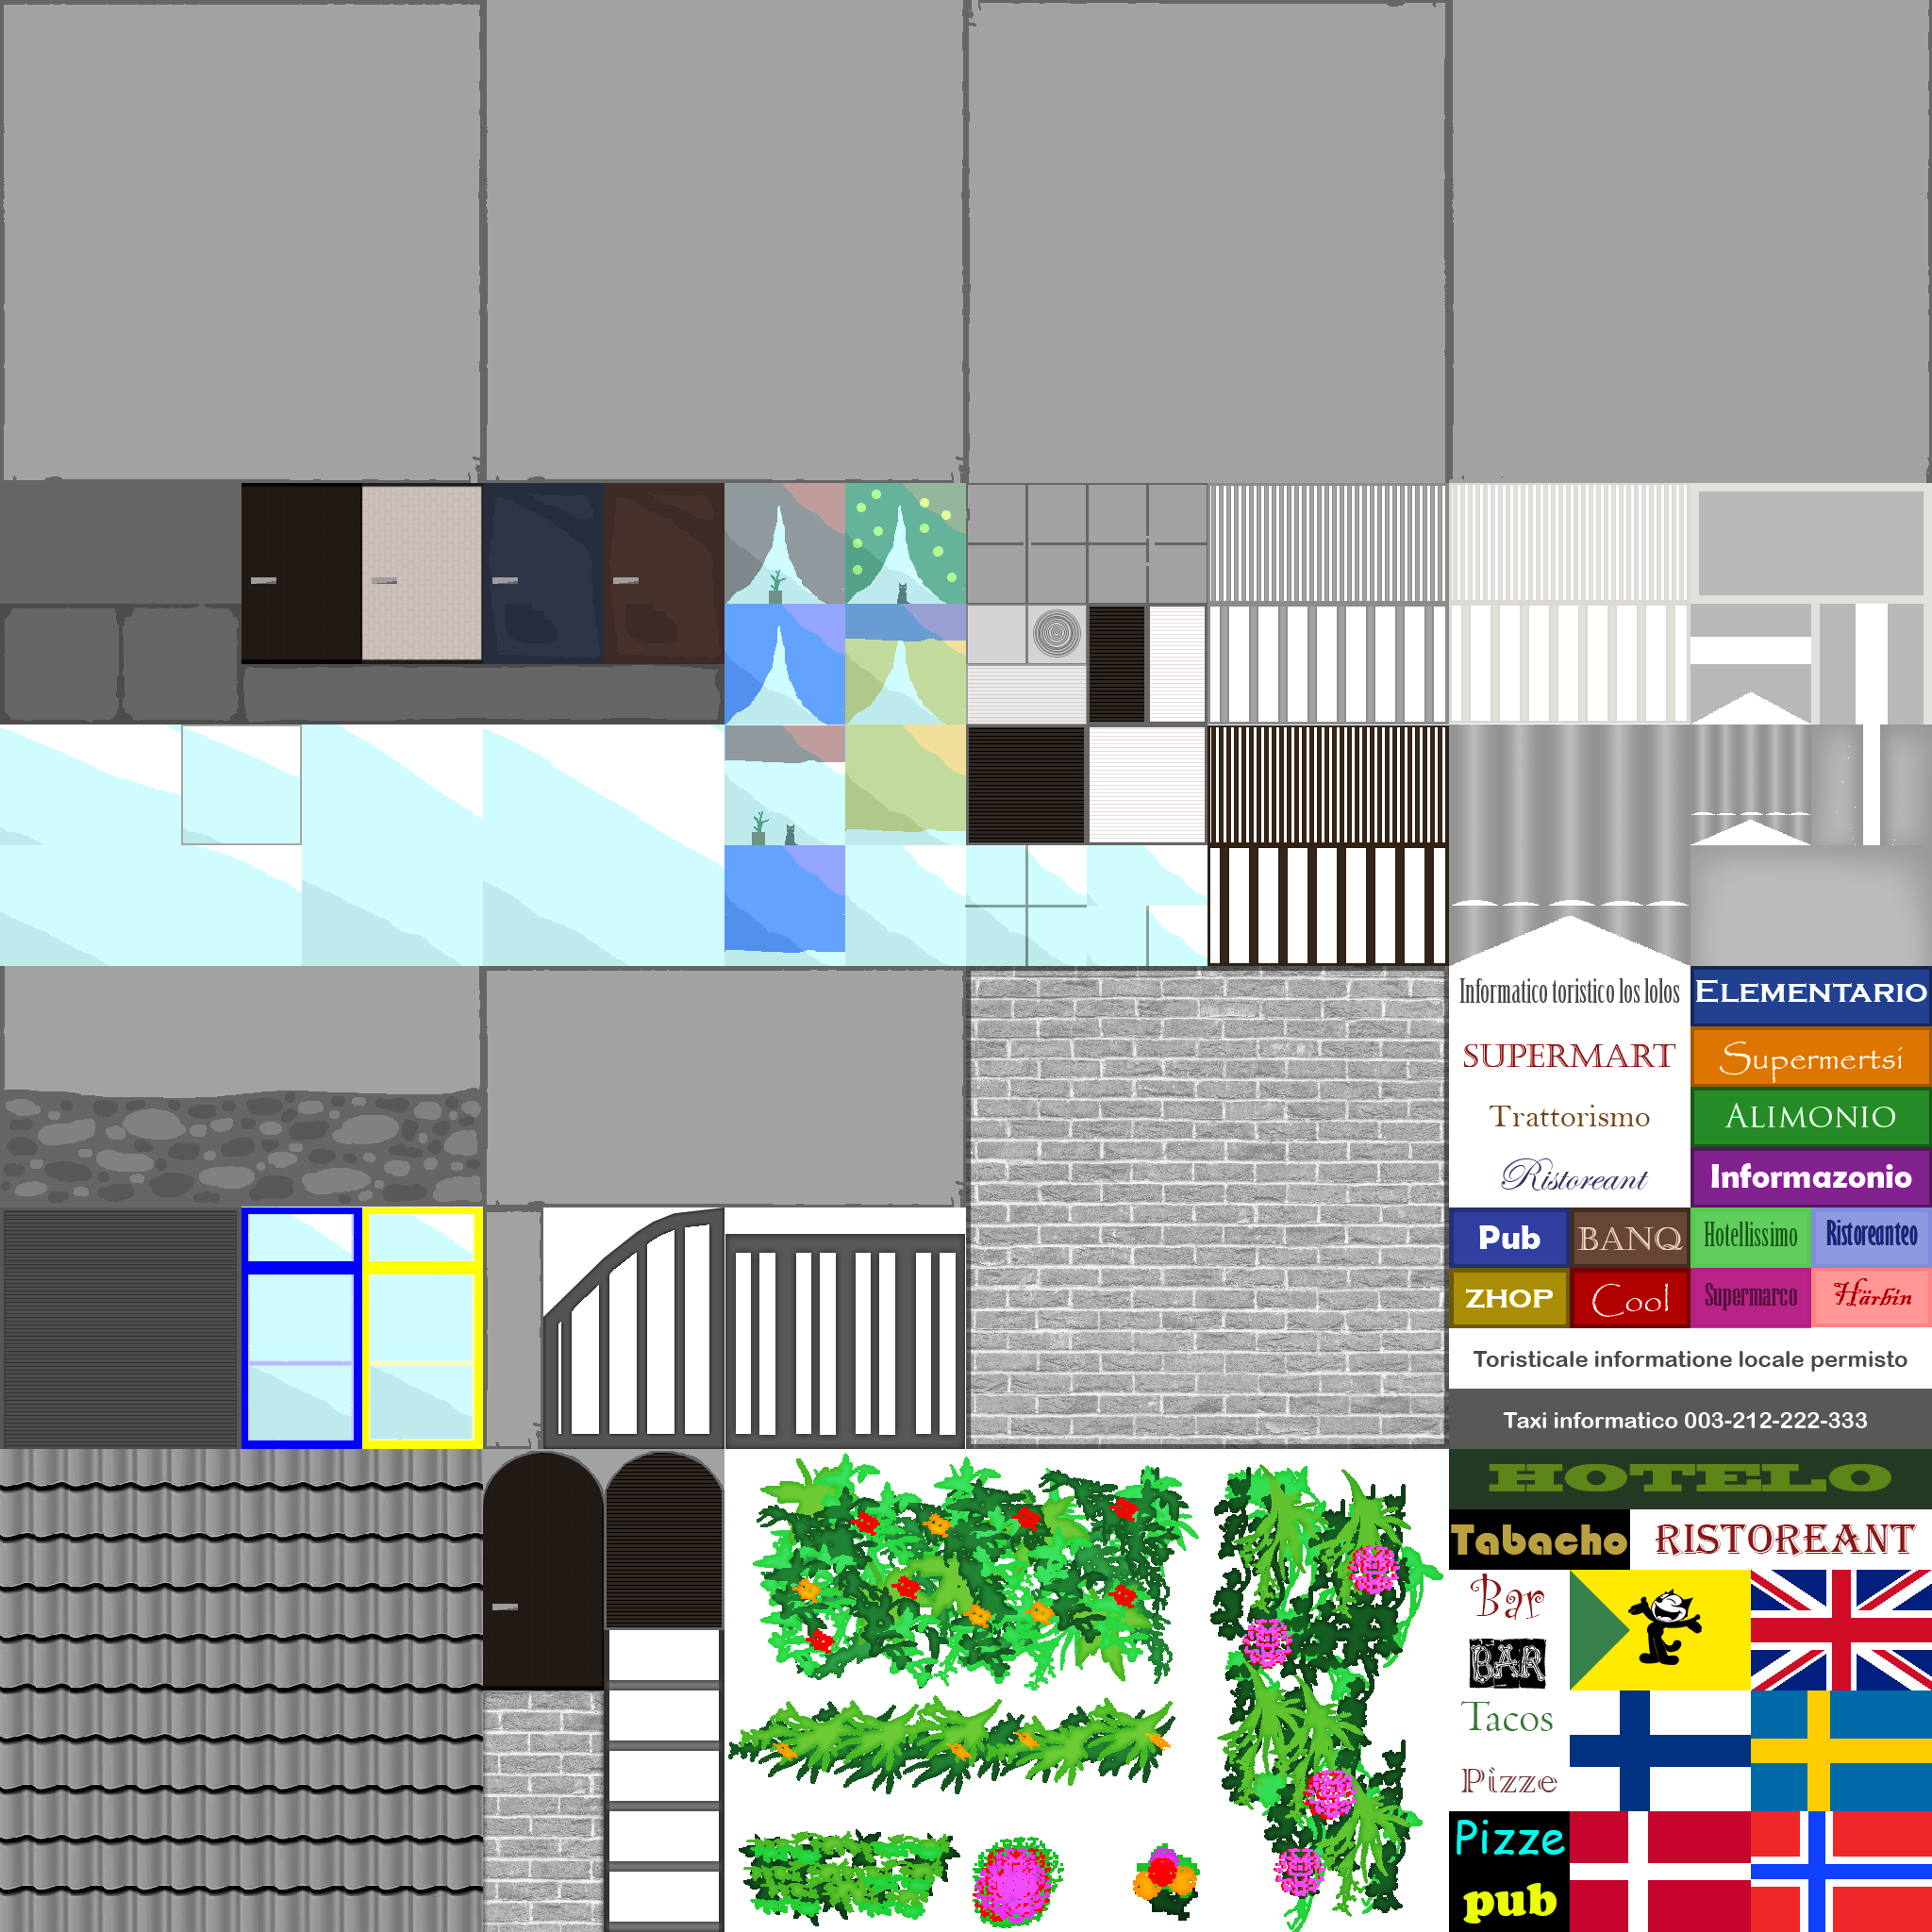 Informatico toristico los lolos
ELEMENTARIO
SUPERMART
Supermertsi
Trattorismo
ALIMONIO
Ristoreant
Informazonio
Pub
BANQ
Hotellissimo
Ristoreanteo
ZHOP
Cool
Supermarco
Härbin
Toristicale informatione locale permisto
Taxi informatico 003-212-222-333
HOTELO
Tabacho
RISTOREANT
Bar
BAR
Tacos
Pizze
Pizze
pub